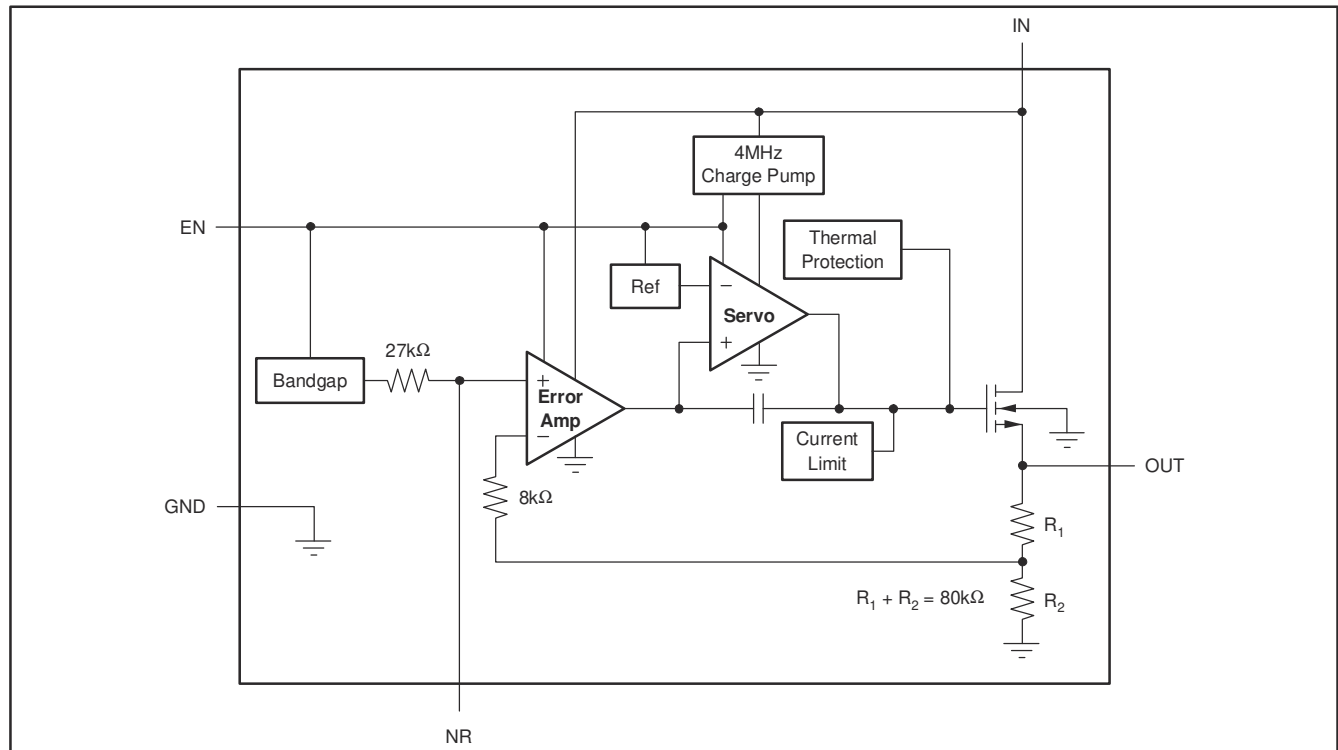 IN
4MHz
Charge Pump
EN
Thermal
Protection
Ref
−
Servo
+
27kΩ
Bandgap
+
Error
Amp
−
Current
Limit
OUT
8kΩ
GND
R₁
R₁ + R₂ = 80kΩ
R₂
NR